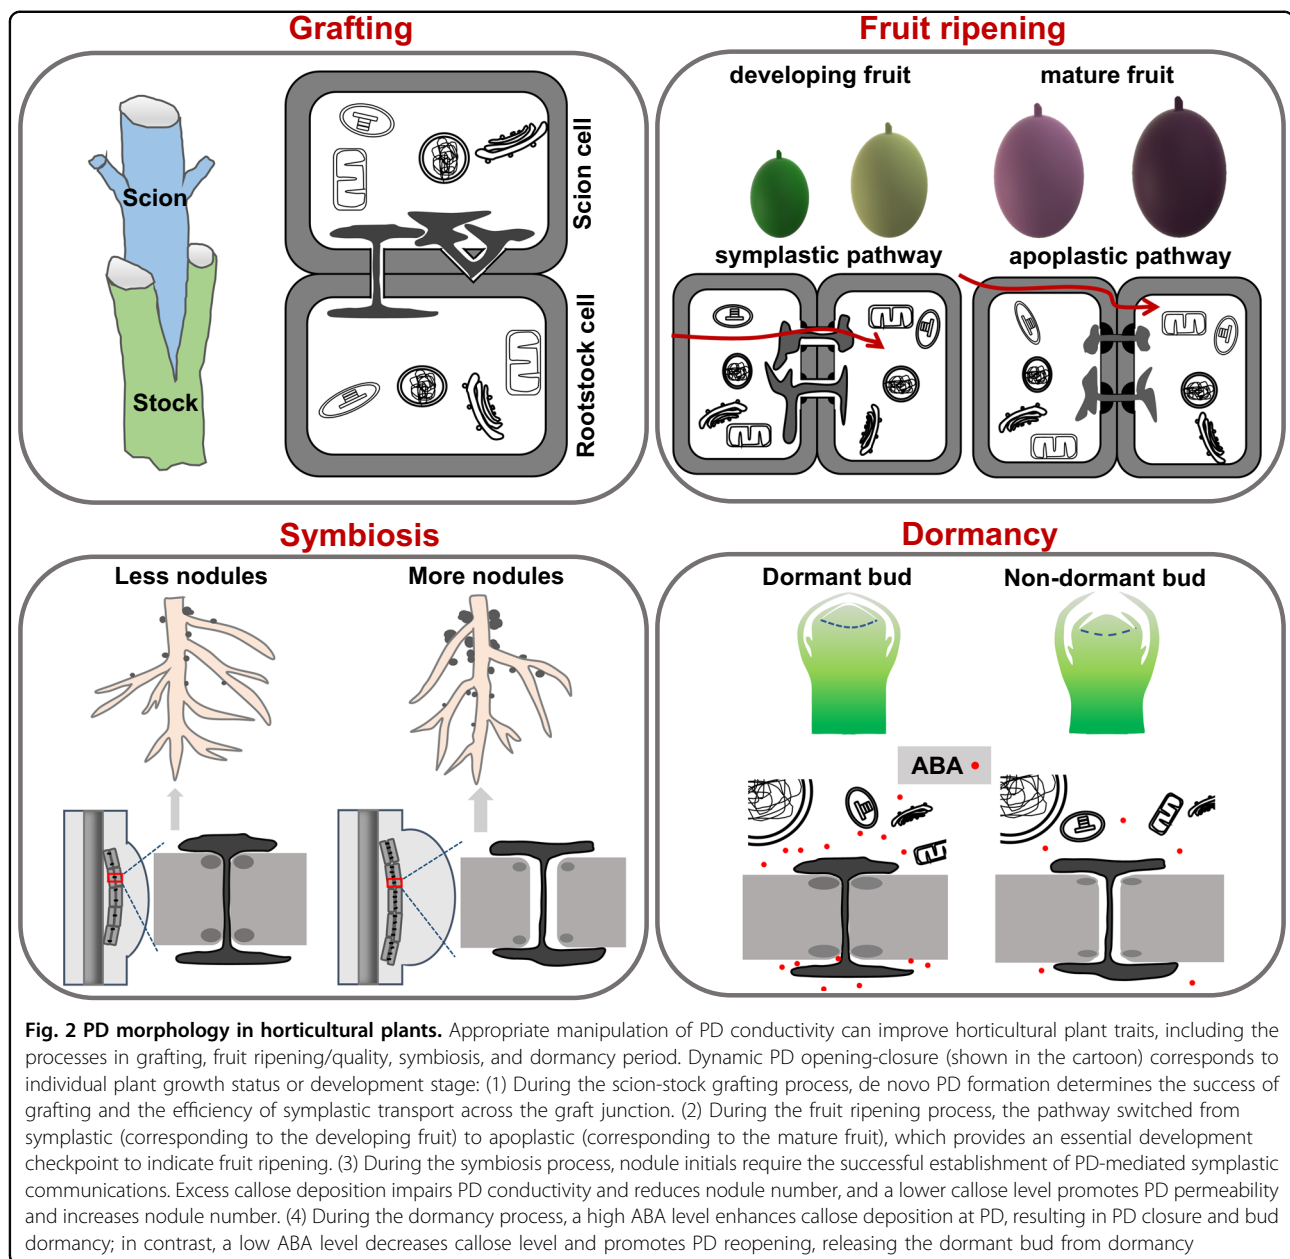 Grafting
Scion
Stock
Scion cell
Rootstock cell
Fruit ripening
developing fruit
mature fruit
symplastic pathway
apoplastic pathway
Symbiosis
Less nodules
More nodules
Dormancy
Dormant bud
Non-dormant bud
ABA
Fig. 2 PD morphology in horticultural plants. Appropriate manipulation of PD conductivity can improve horticultural plant traits, including the
processes in grafting, fruit ripening/quality, symbiosis, and dormancy period. Dynamic PD opening-closure (shown in the cartoon) corresponds to
individual plant growth status or development stage: (1) During the scion-stock grafting process, de novo PD formation determines the success of
grafting and the efficiency of symplastic transport across the graft junction. (2) During the fruit ripening process, the pathway switched from
symplastic (corresponding to the developing fruit) to apoplastic (corresponding to the mature fruit), which provides an essential development
checkpoint to indicate fruit ripening. (3) During the symbiosis process, nodule initials require the successful establishment of PD-mediated symplastic
communications. Excess callose deposition impairs PD conductivity and reduces nodule number, and a lower callose level promotes PD permeability
and increases nodule number. (4) During the dormancy process, a high ABA level enhances callose deposition at PD, resulting in PD closure and bud
dormancy; in contrast, a low ABA level decreases callose level and promotes PD reopening, releasing the dormant bud from dormancy